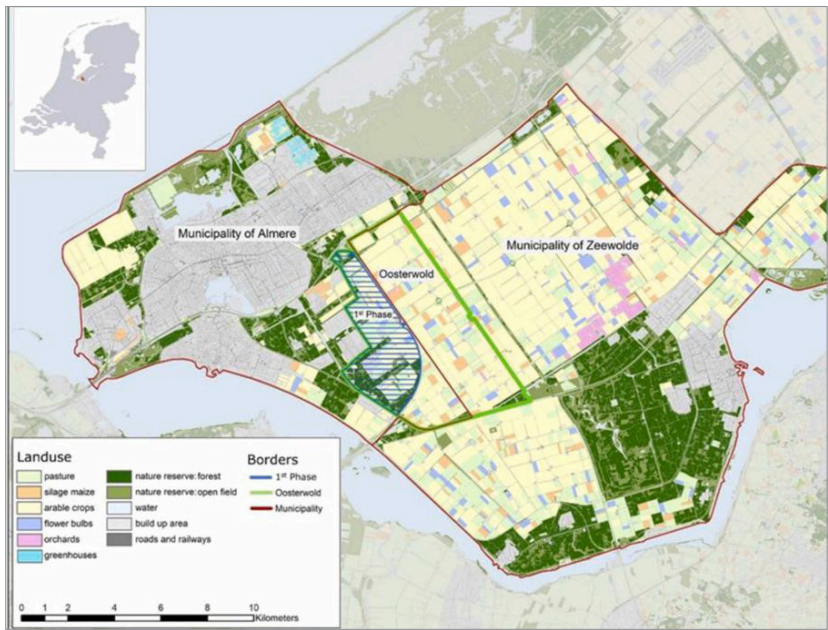 Municipality of Almere
Municipality of Zeewolde
Oosterwold
1st Phase
Landuse
pasture
silage maize
arable crops
flower bulbs
orchards
greenhouses
nature reserve: forest
nature reserve: open field
water
build up area
roads and railways
Borders
1st Phase
Oosterwold
Municipality
0 1 2 4 6 8 10
Kilometers